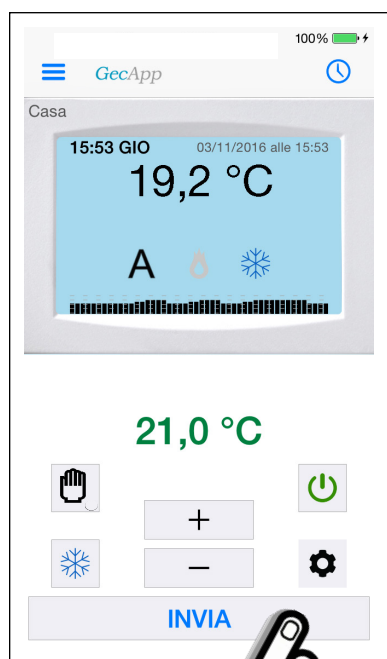 100%
GecApp
Casa
15:53 GIO 03/11/2016 alle 15:53
19,2 °C
A
21,0 °C
+
−
INVIA